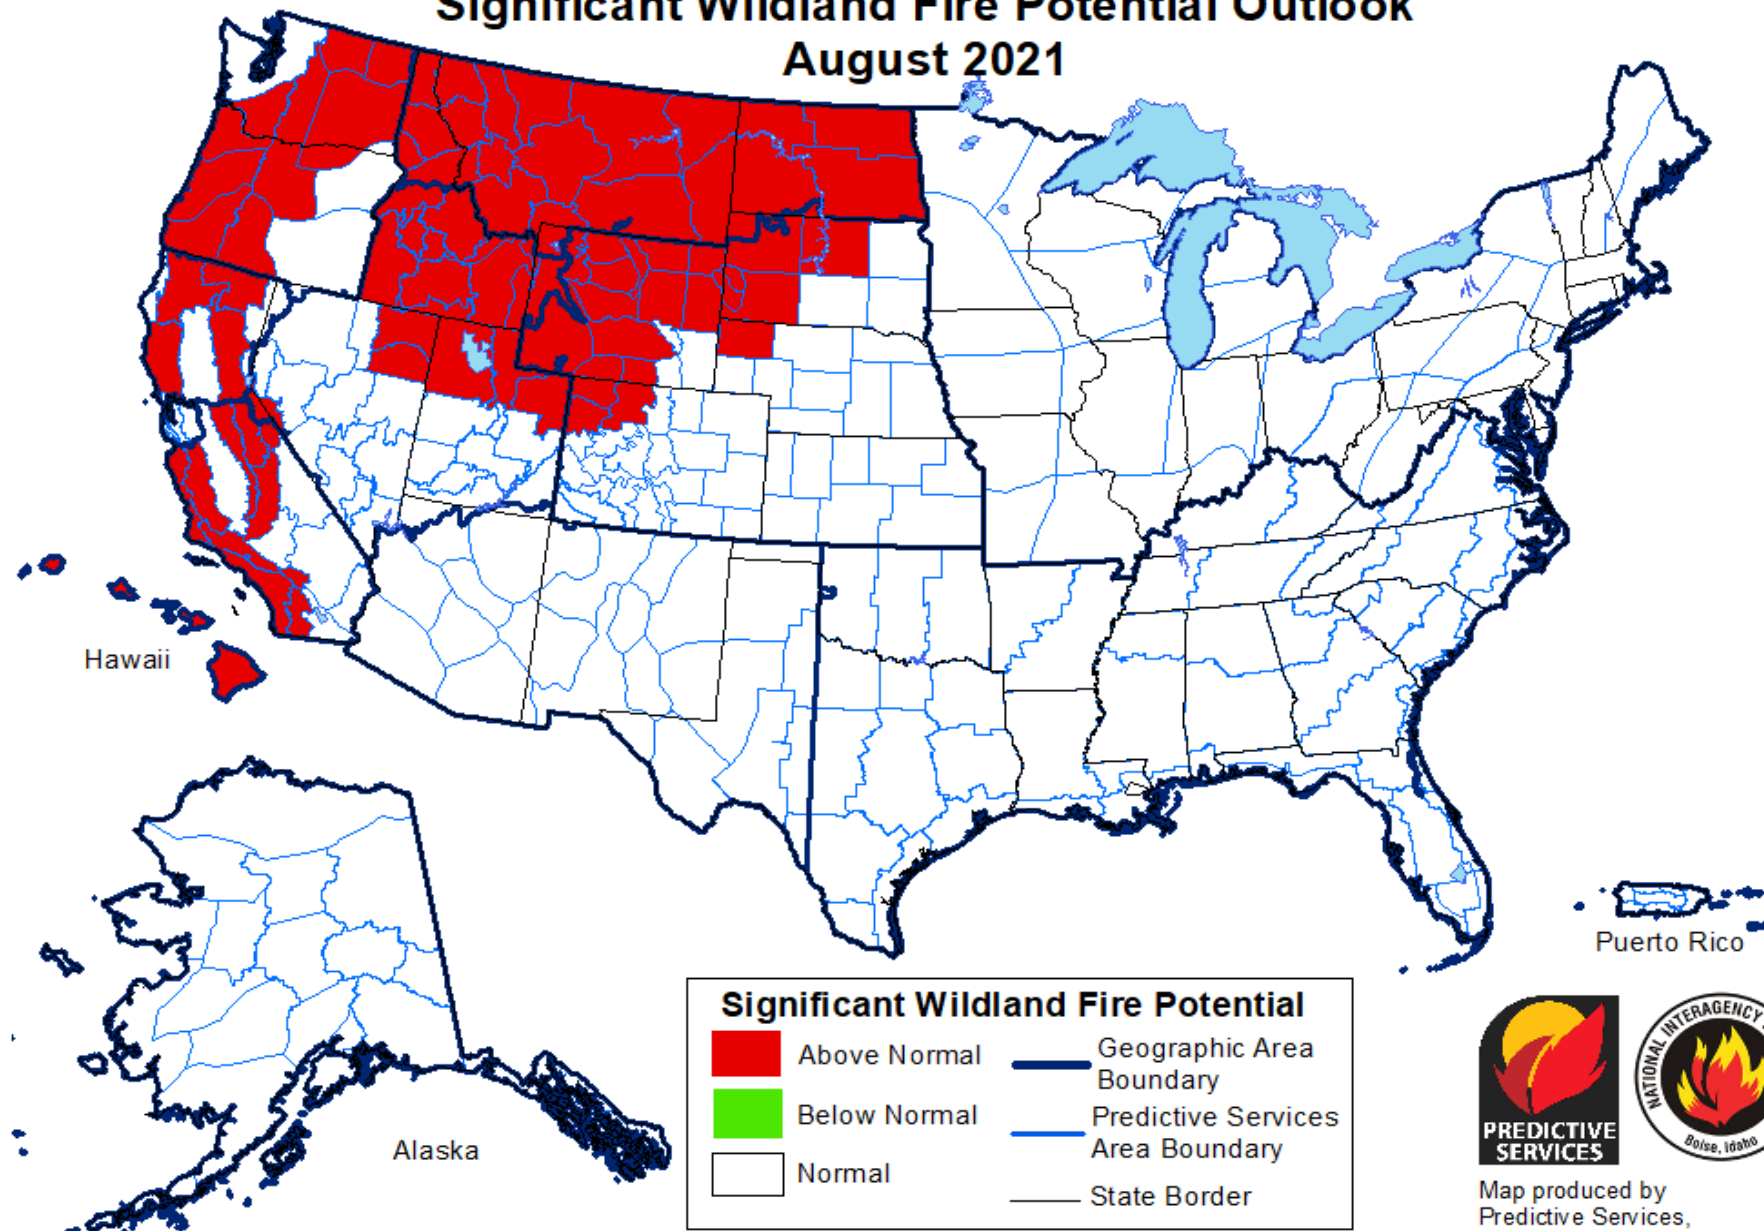 Significant Wildland Fire Potential Outlook
August 2021
Hawaii
Alaska
Puerto Rico
Significant Wildland Fire Potential
Above Normal
Below Normal
Normal
Geographic Area
Boundary
Predictive Services
Area Boundary
State Border
PREDICTIVE
SERVICES
NATIONAL INTERAGENCY
Boise, Idaho
Map produced by
Predictive Services,